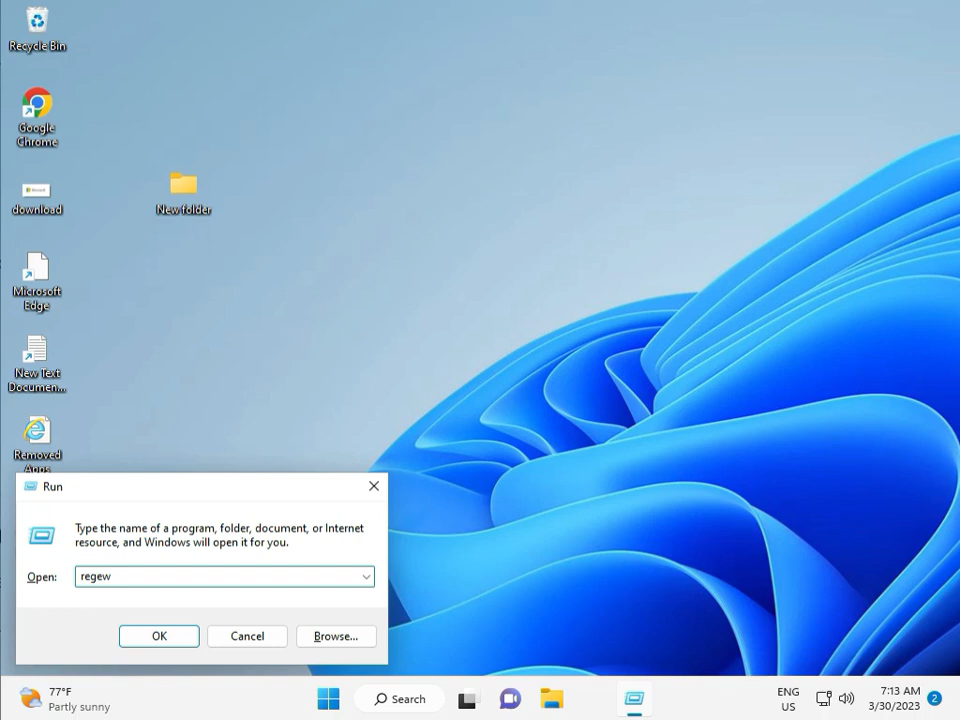 Recycle Bin
Google
Chrome
download
New folder
Microsoft
Edge
New Text
Documen...
Removed
Apps
Run
Type the name of a program, folder, document, or Internet
resource, and Windows will open it for you.
Open:
regew
OK
Cancel
Browse...
77°F
Partly sunny
Search
ENG
US
7:13 AM
3/30/2023
2